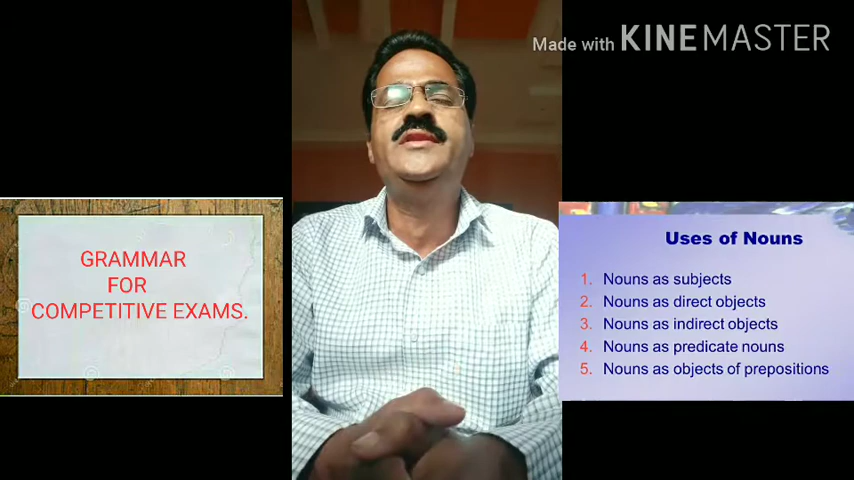 Made with KINEMASTER
GRAMMAR
FOR
COMPETITIVE EXAMS.
Uses of Nouns
1. Nouns as subjects
2. Nouns as direct objects
3. Nouns as indirect objects
4. Nouns as predicate nouns
5. Nouns as objects of prepositions